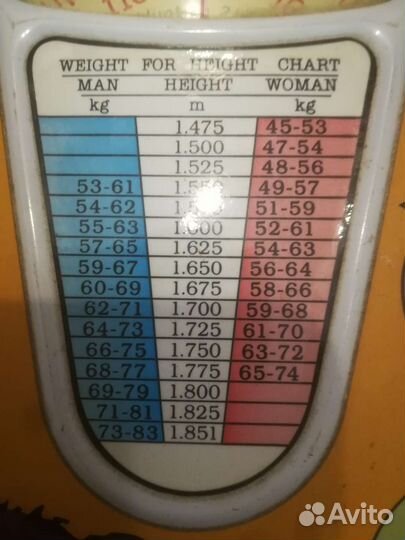 WEIGHT FOR HEIGHT CHART
MAN HEIGHT WOMAN
kg m kg
1.475 45-53
1.500 47-54
1.525 48-56
53-61 49-57
54-62 51-59
55-63 1.600 52-61
57-65 1.625 54-63
59-67 1.650 56-64
60-69 1.675 58-66
62-71 1.700 59-68
64-73 1.725 61-70
66-75 1.750 63-72
68-77 1.775 65-74
69-79 1.800
71-81 1.825
73-83 1.851
Avito